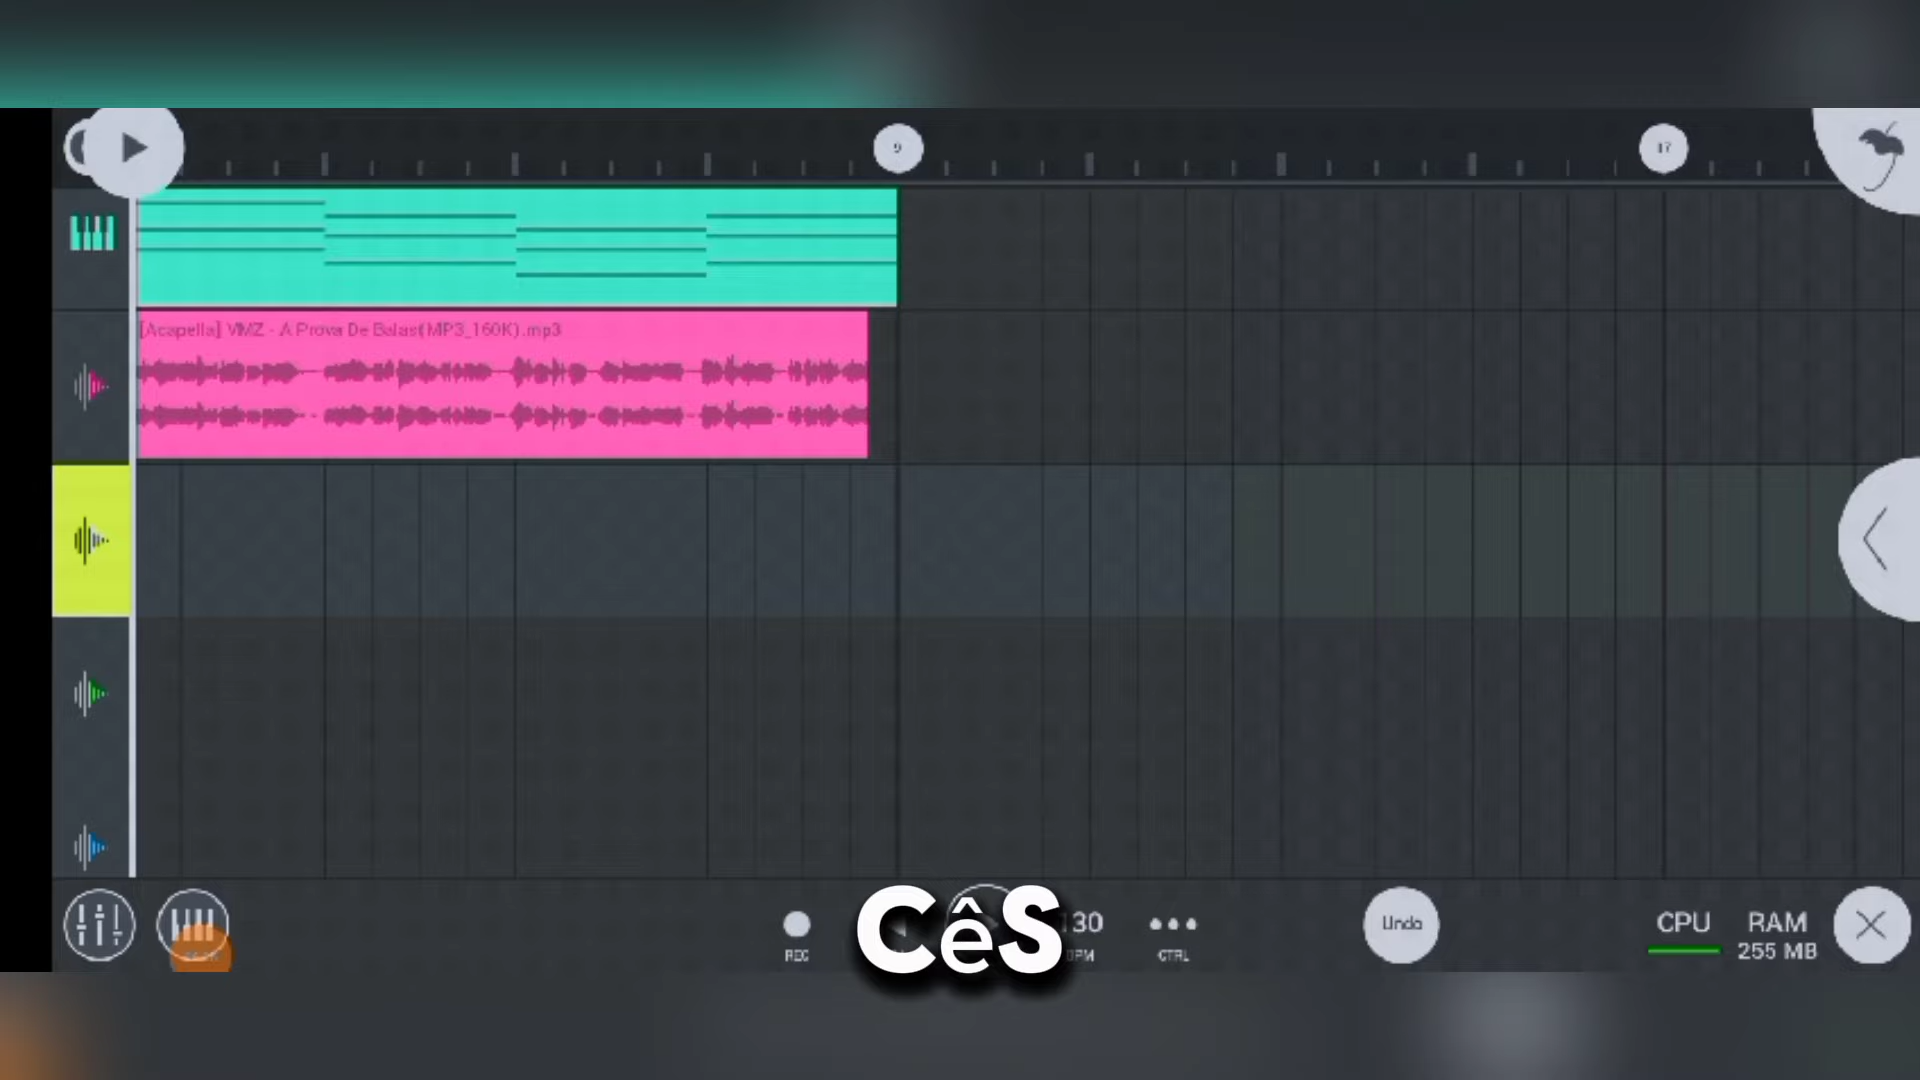 9
17
[Acapella] VMZ - A Prova De Balas(MP3_160K).mp3
REC
130
BPM
CTRL
Undo
CPU
RAM
255 MB
CêS